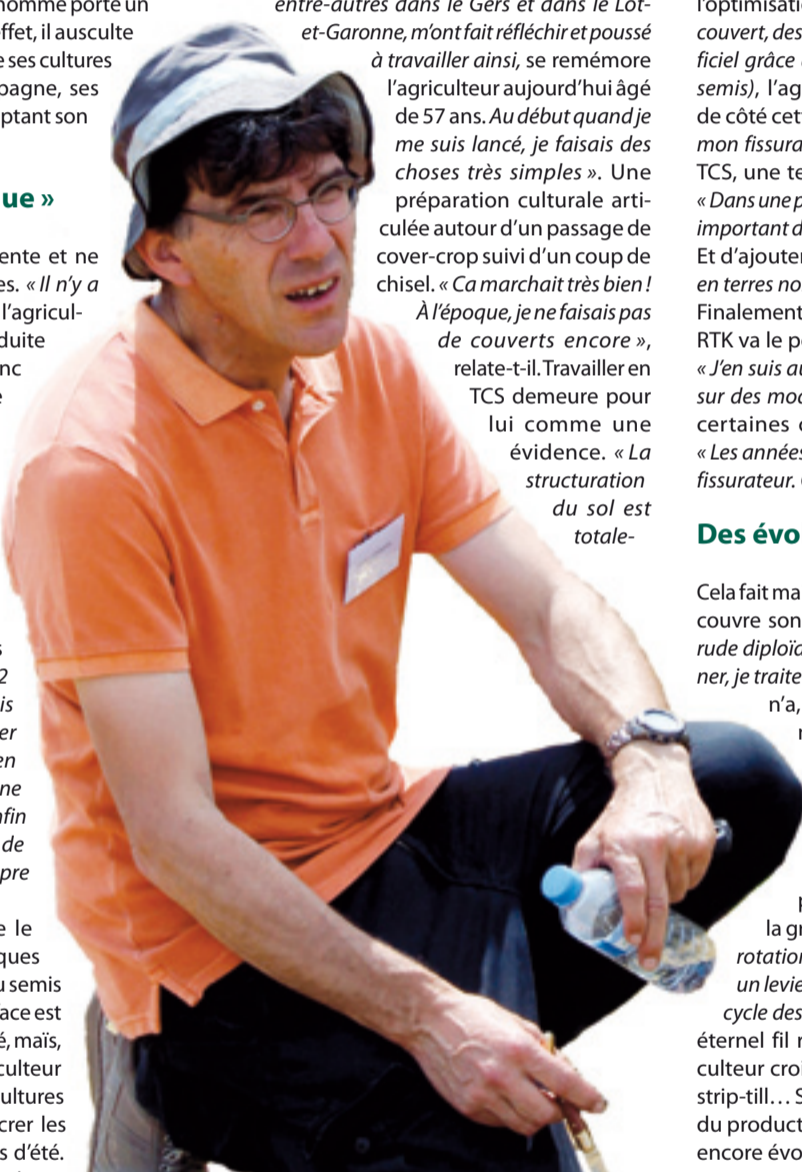 homme porte un
ffet, il ausculte
e ses cultures
pagne, ses
ptant son
ue »
ente et ne
es. « Il n’y a
l’agricul-
duite
nc
e
s
2
is
er
en
ne
nfin
de
pre
e le
ques
u semis
face est
é, maïs,
culteur
ultures
crer les
s d’été.
entre-autres dans le Gers et dans le Lot-
et-Garonne, m’ont fait réfléchir et poussé
à travailler ainsi, se remémore
l’agriculteur aujourd’hui âgé
de 57 ans. Au début quand je
me suis lancé, je faisais des
choses très simples ». Une
préparation culturale arti-
culée autour d’un passage de
cover-crop suivi d’un coup de
chisel. « Ca marchait très bien !
À l’époque, je ne faisais pas
de couverts encore »,
relate-t-il. Travailler en
TCS demeure pour
lui comme une
évidence. « La
structuration
du sol est
totale-
l’optimisati
couvert, des
ficiel grâce
semis), l’ag
de côté cet
mon fissura
TCS, une te
« Dans une p
important d
Et d’ajouter
en terres no
Finalement
RTK va le p
« J’en suis au
sur des mod
certaines c
« Les années
fissurateur.
Des évo
Cela fait ma
couvre son
rude diploïd
ner, je traite
n’a,
la gr
rotation
un levie
cycle des
éternel fil r
culteur croi
strip-till… S
du product
encore évo